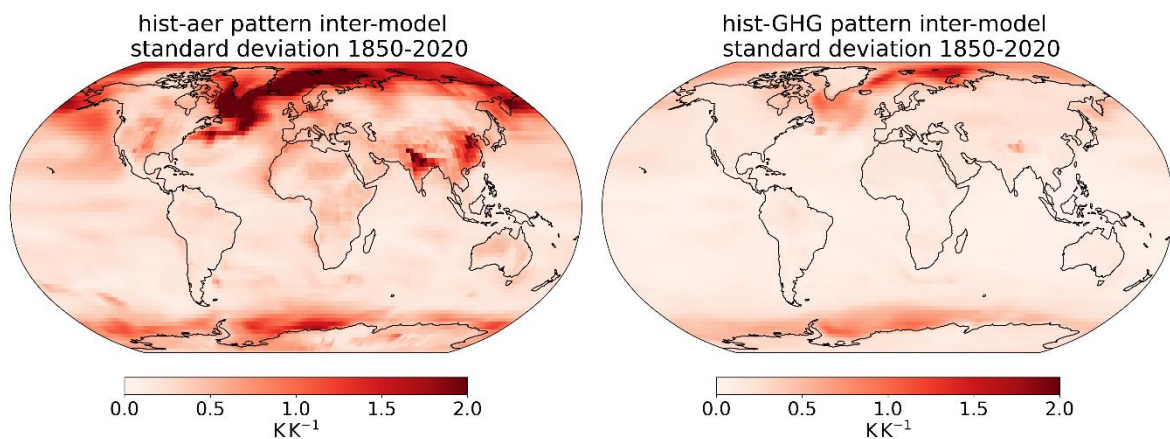 hist-aer pattern inter-model
standard deviation 1850-2020
hist-GHG pattern inter-model
standard deviation 1850-2020
0.0 0.5 1.0 1.5 2.0
KK⁻¹
0.0 0.5 1.0 1.5 2.0
KK⁻¹